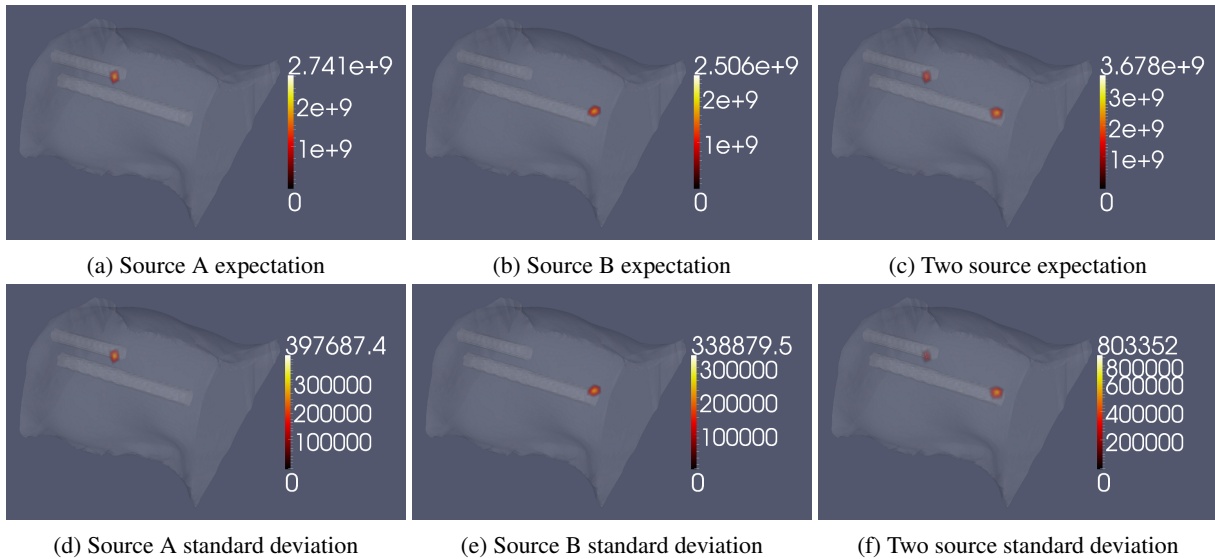 2.741e+9
2e+9
1e+9
0
(a) Source A expectation
2.506e+9
2e+9
1e+9
0
(b) Source B expectation
3.678e+9
3e+9
2e+9
1e+9
0
(c) Two source expectation
397687.4
300000
200000
100000
0
(d) Source A standard deviation
338879.5
300000
200000
100000
0
(e) Source B standard deviation
803352
800000
600000
400000
200000
0
(f) Two source standard deviation